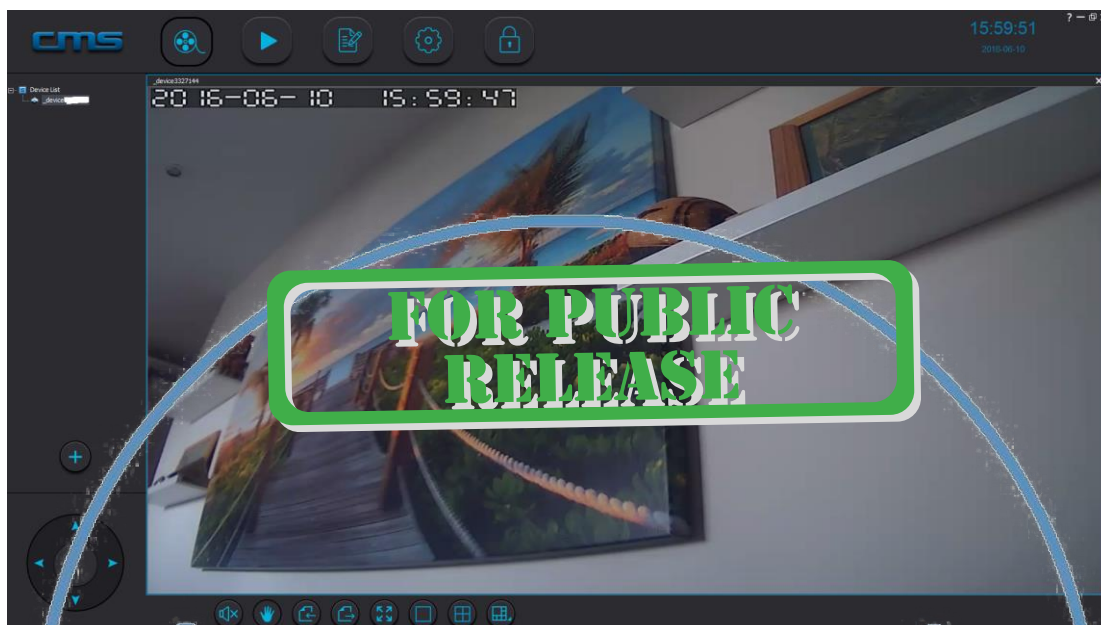 cms
15:59:51
2016-06-10
?
Device List
_device
_device3327144
2016-06-10 15:59:47
FOR PUBLIC
RELEASE